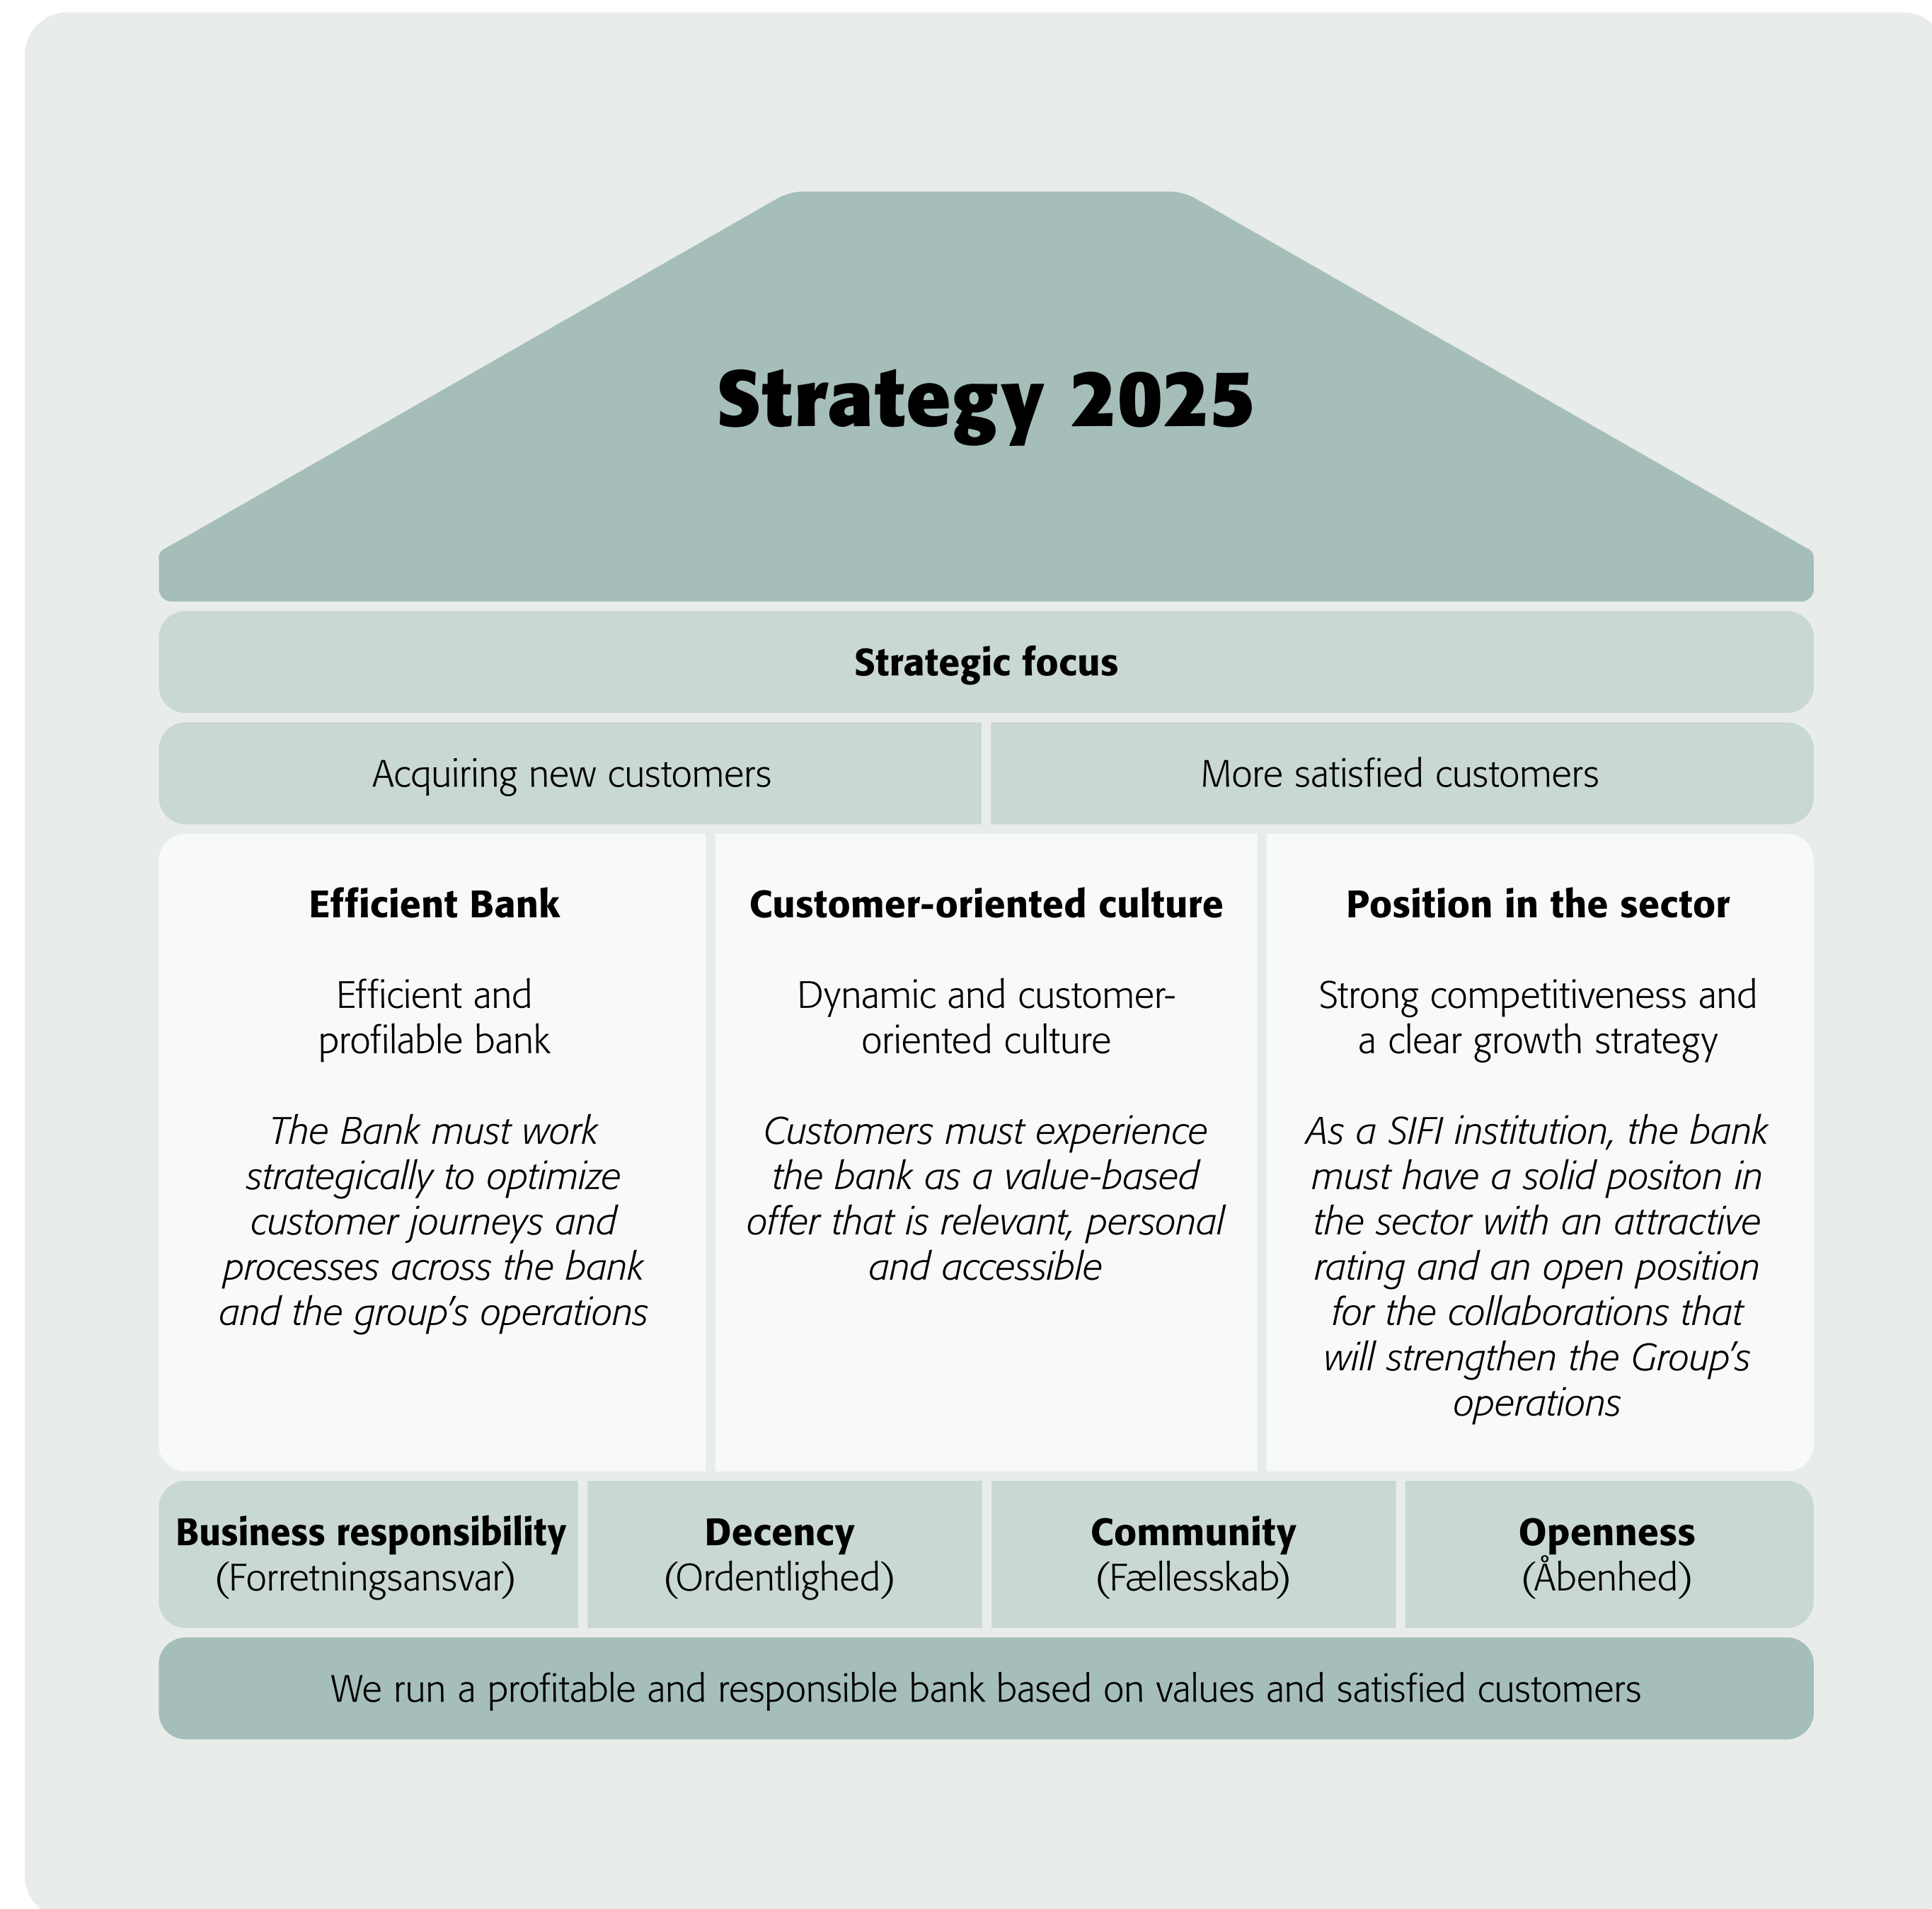 Strategy 2025
Strategic focus
Acquiring new customers
More satisfied customers
Efficient Bank
Efficient and
profilable bank
The Bank must work
strategically to optimize
customer journeys and
processes across the bank
and the group’s operations
Customer-oriented culture
Dynamic and customer-
oriented culture
Customers must experience
the bank as a value-based
offer that is relevant, personal
and accessible
Position in the sector
Strong competitiveness and
a clear growth strategy
As a SIFI institution, the bank
must have a solid positon in
the sector with an attractive
rating and an open position
for the collaborations that
will strengthen the Group’s
operations
Business responsibility
(Forretningsansvar)
Decency
(Ordentlighed)
Community
(Fællesskab)
Openness
(Åbenhed)
We run a profitable and responsible bank based on values and satisfied customers